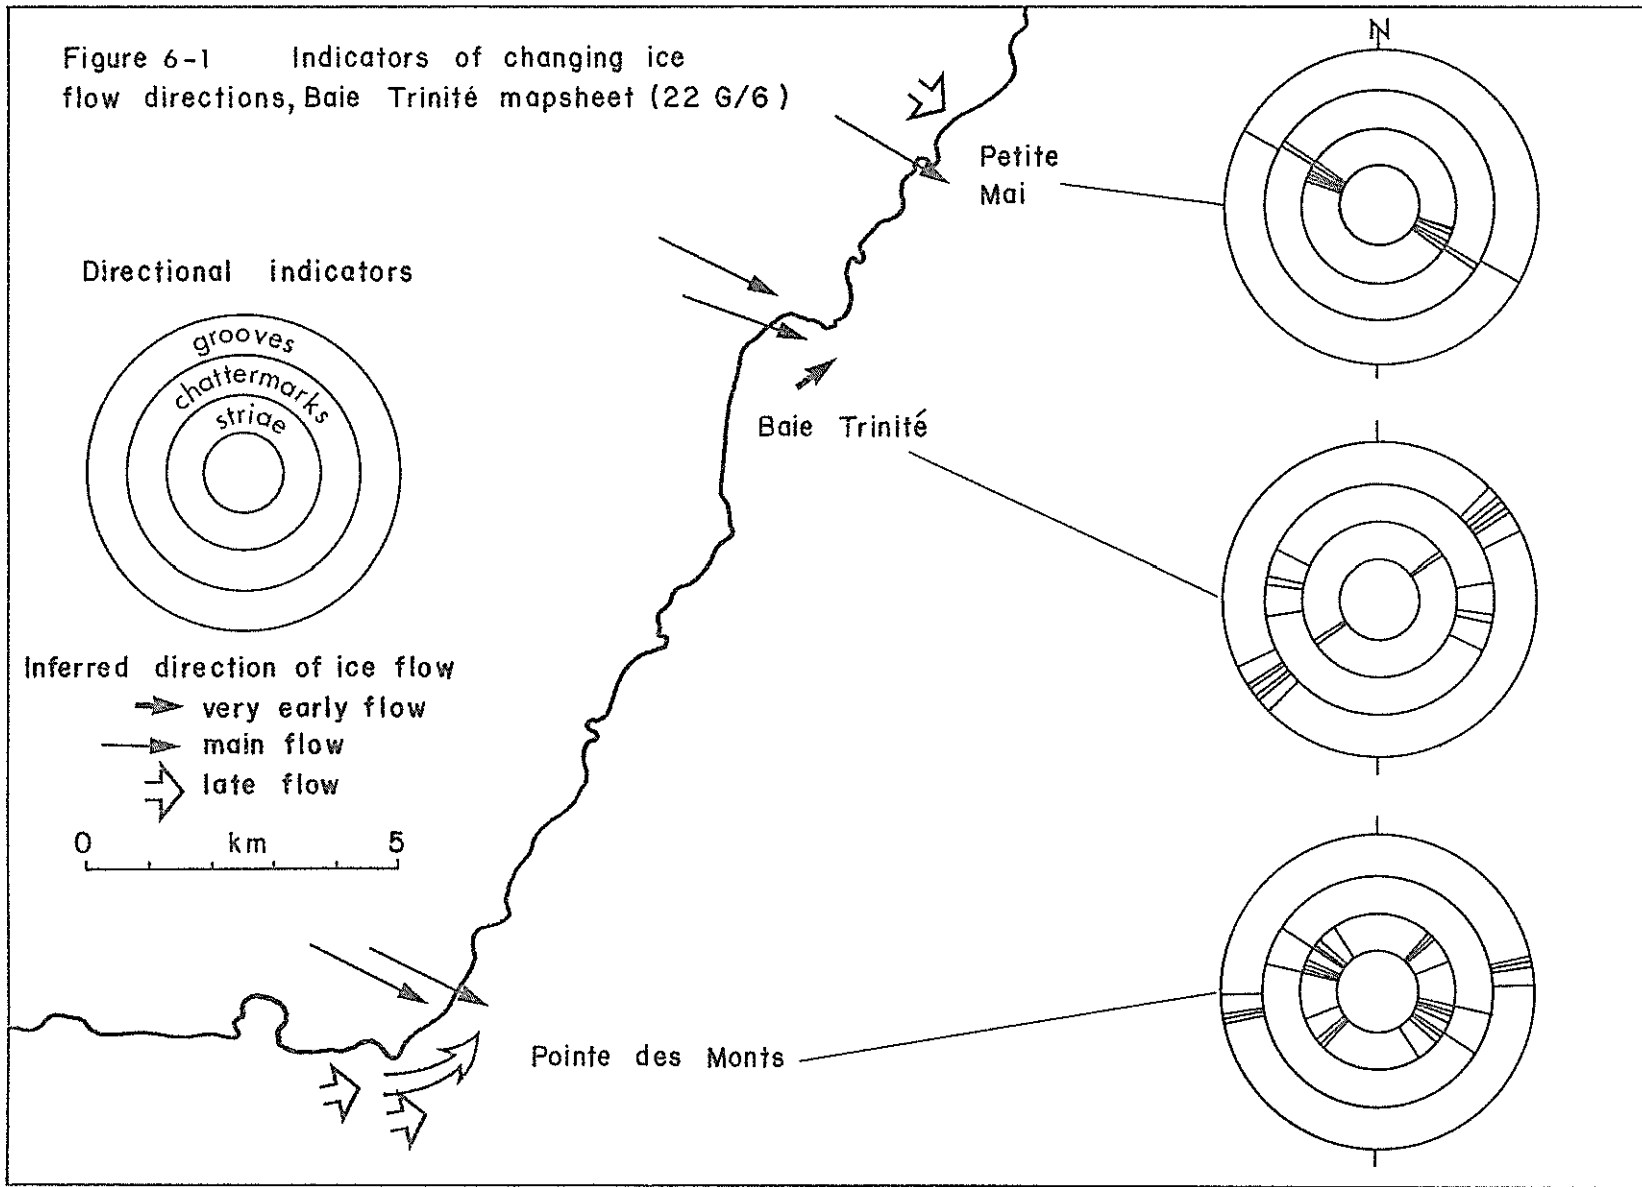 Figure 6-1 Indicators of changing ice
flow directions, Baie Trinité mapsheet (22 G/6)
N
Petite
Mai
Directional indicators
grooves
chattermarks
striae
Baie Trinité
Inferred direction of ice flow
very early flow
main flow
late flow
0 km 5
Pointe des Monts